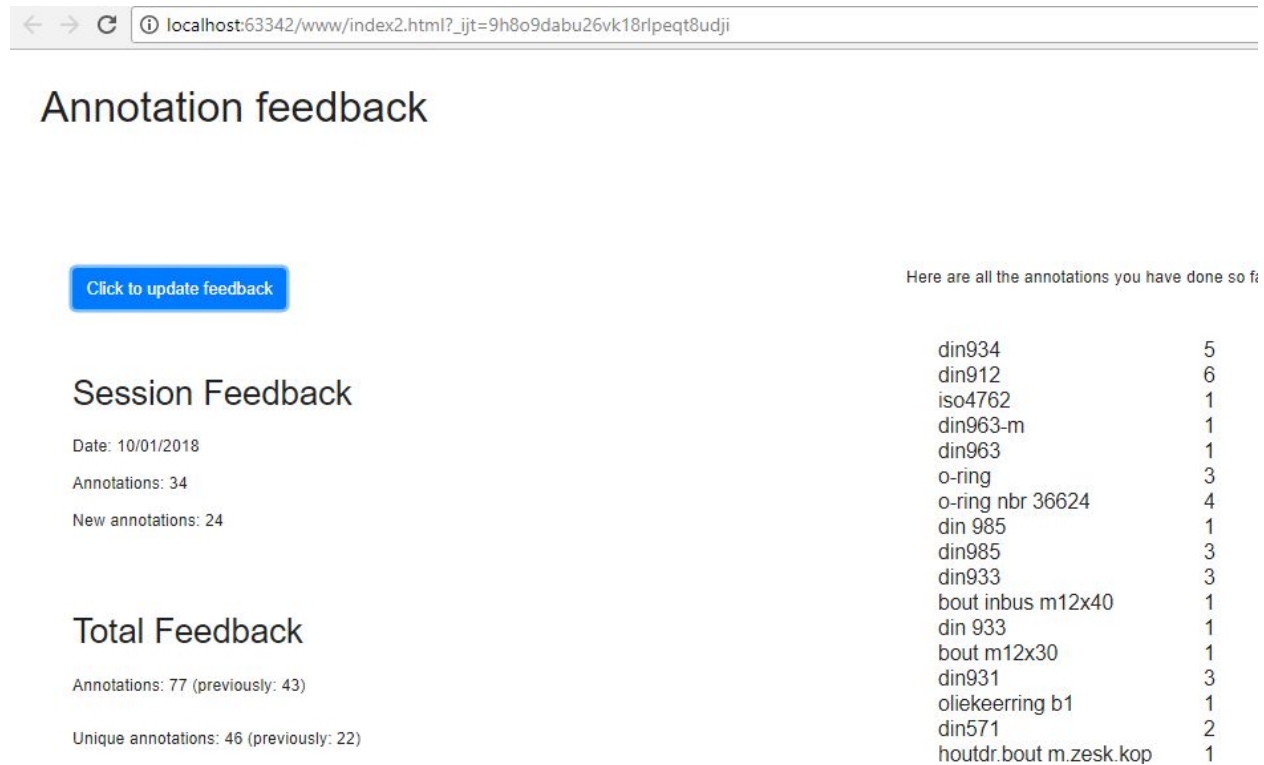 localhost:63342/www/index2.html?_ijt=9h8o9dabu26vk18rlpeqt8udji
Annotation feedback
Click to update feedback
Session Feedback
Date: 10/01/2018
Annotations: 34
New annotations: 24
Total Feedback
Annotations: 77 (previously: 43)
Unique annotations: 46 (previously: 22)
Here are all the annotations you have done so
din934 5
din912 6
iso4762 1
din963-m 1
din963 1
o-ring 3
o-ring nbr 36624 4
din 985 1
din985 3
din933 3
bout inbus m12x40 1
din 933 1
bout m12x30 1
din931 3
oliekeerring b1 1
din571 2
houtdr.bout m.zesk.kop 1